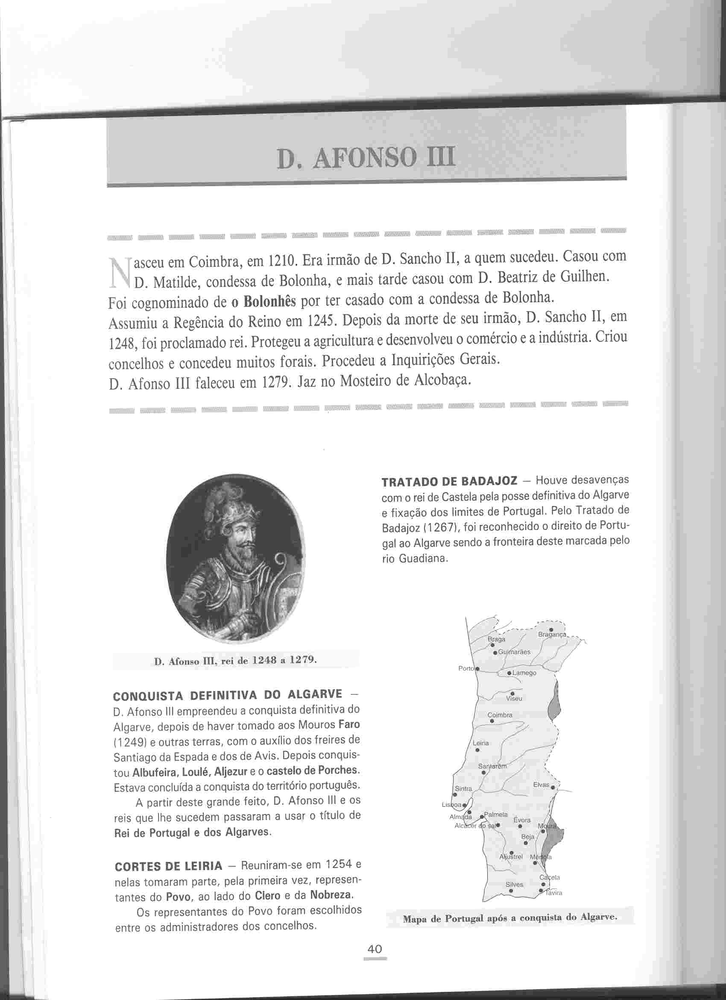 D. AFONSO III
Nasceu em Coimbra, em 1210. Era irmão de D. Sancho II, a quem sucedeu. Casou com
D. Matilde, condessa de Bolonha, e mais tarde casou com D. Beatriz de Guilhen.
Foi cognominado de o Bolonhês por ter casado com a condessa de Bolonha.
Assumiu a Regência do Reino em 1245. Depois da morte de seu irmão, D. Sancho II, em
1248, foi proclamado rei. Protegeu a agricultura e desenvolveu o comércio e a indústria. Criou
concelhos e concedeu muitos forais. Procedeu a Inquirições Gerais.
D. Afonso III faleceu em 1279. Jaz no Mosteiro de Alcobaça.
D. Afonso III, rei de 1248 a 1279.
CONQUISTA DEFINITIVA DO ALGARVE —
D. Afonso III empreendeu a conquista definitiva do
Algarve, depois de haver tomado aos Mouros Faro
(1249) e outras terras, com o auxílio dos freires de
Santiago da Espada e dos de Avis. Depois conquis-
tou Albufeira, Loulé, Aljezur e o castelo de Porches.
Estava concluída a conquista do território português.
A partir deste grande feito, D. Afonso III e os
reis que lhe sucedem passaram a usar o título de
Rei de Portugal e dos Algarves.
CORTES DE LEIRIA — Reuniram-se em 1254 e
nelas tomaram parte, pela primeira vez, represen-
tantes do Povo, ao lado do Clero e da Nobreza.
Os representantes do Povo foram escolhidos
entre os administradores dos concelhos.
TRATADO DE BADAJOZ — Houve desavenças
com o rei de Castela pela posse definitiva do Algarve
e fixação dos limites de Portugal. Pelo Tratado de
Badajoz (1267), foi reconhecido o direito de Portu-
gal ao Algarve sendo a fronteira deste marcada pelo
rio Guadiana.
Bragança
Braga
Guimarães
Porto
Lamego
Viseu
Coimbra
Leiria
Santarém
Elvas
Sintra
Lisboa
Almada
Palmela
Évora
Alcácer do sal
Moura
Beja
Aljustrel
Mértola
Cacela
Silves
Tavira
Mapa de Portugal após a conquista do Algarve.
40